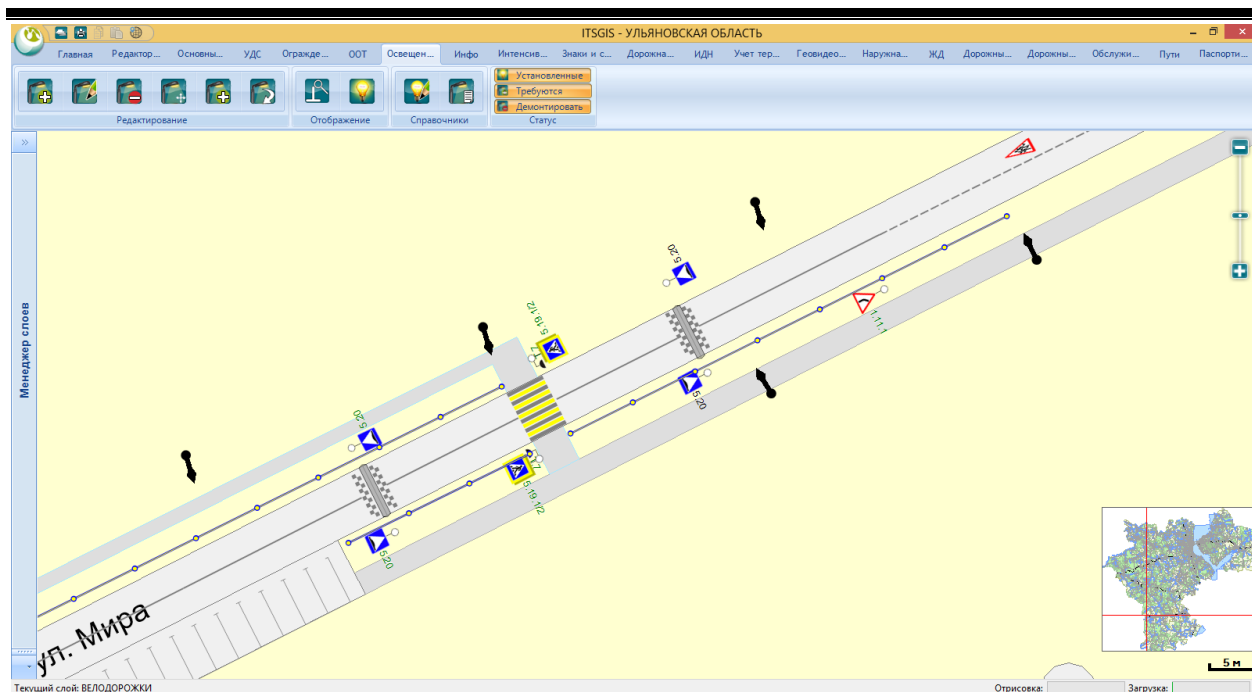 ITSGIS - УЛЬЯНОВСКАЯ ОБЛАСТЬ
Главная Редактор... Основны... УДС Огражде... ООТ Освещен... Инфо Интенсив... Знаки и с... Дорожна... ИДН Учет тер... Геовидео... Наружна... ЖД Дорожны... Дорожны... Обслужи... Пути Паспорти...
Установленные
Требуются
Демонтировать
Редактирование Отображение Справочники Статус
Менеджер слоев
5.20
5.19.1/2
1.11.1
5.20
5.20
1.7
5.19.1/2
5.20
ул. Мира
5 м
Текущий слой: ВЕЛОДОРОЖКИ Отрисовка: Загрузка: